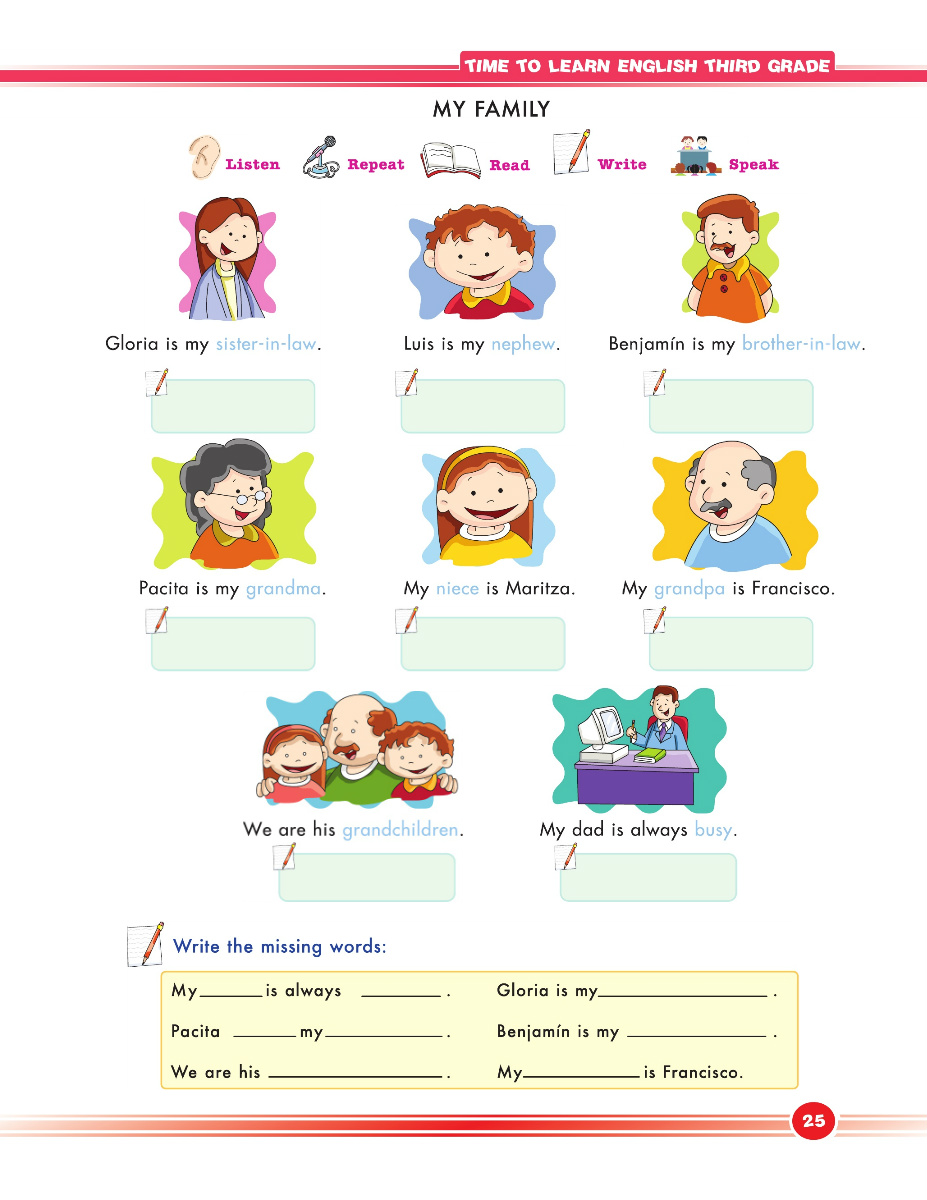 TIME TO LEARN ENGLISH THIRD GRADE
MY FAMILY
Listen Repeat Read Write Speak
Gloria is my sister-in-law. Luis is my nephew. Benjamín is my brother-in-law.
Pacita is my grandma. My niece is Maritza. My grandpa is Francisco.
We are his grandchildren. My dad is always busy.
Write the missing words:
My______is always ________. Gloria is my________________.
Pacita ______my___________. Benjamín is my _____________.
We are his ________________. My___________is Francisco.
25